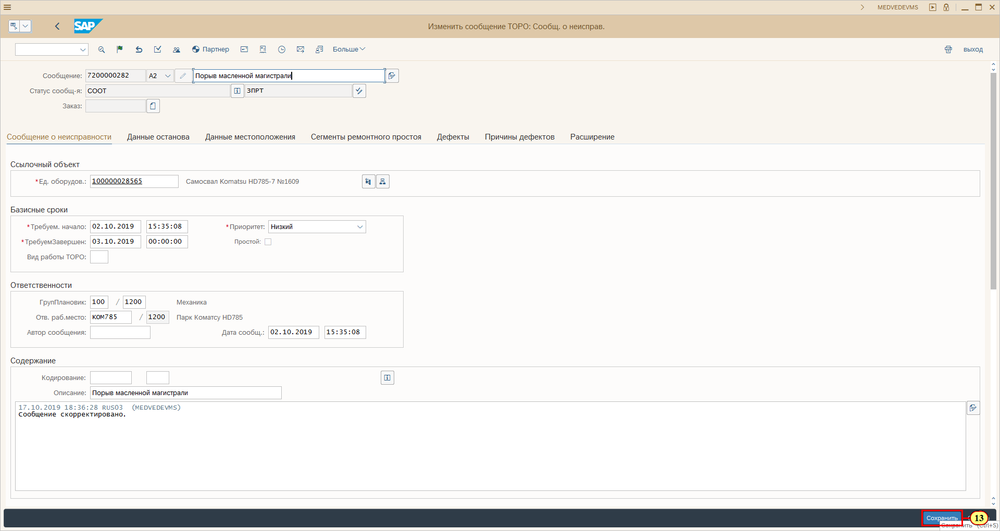 MEDVEDEVMS
SAP
Изменить сообщение ТОРО: Сообщ. о неисправ.
Партнер
Больше
выход
Сообщение: 7200000282 A2 Порыв масленной магистрали
Статус сообщ-я: СООТ ЗПРТ
Заказ:
Сообщение о неисправности Данные останова Данные местоположения Сегменты ремонтного простоя Дефекты Причины дефектов Расширение
Ссылочный объект
*Ед. оборудов.: 100000028565 Самосвал Komatsu HD785-7 №1609
Базисные сроки
*Требуем. начало: 02.10.2019 15:35:08 *Приоритет: Низкий
*ТребуемЗавершен: 03.10.2019 00:00:00 Простой:
Вид работы ТОРО:
Ответственности
ГрупПлановик: 100 / 1200 Механика
Отв. раб.место: КОМ785 / 1200 Парк Коматсу HD785
Автор сообщения: Дата сообщ.: 02.10.2019 15:35:08
Содержание
Кодирование:
Описание: Порыв масленной магистрали
17.10.2019 18:36:28 RUS03 (MEDVEDEVMS)
Сообщение скорректировано.
Сохранить 13
Сохранить (Ctrl+S)